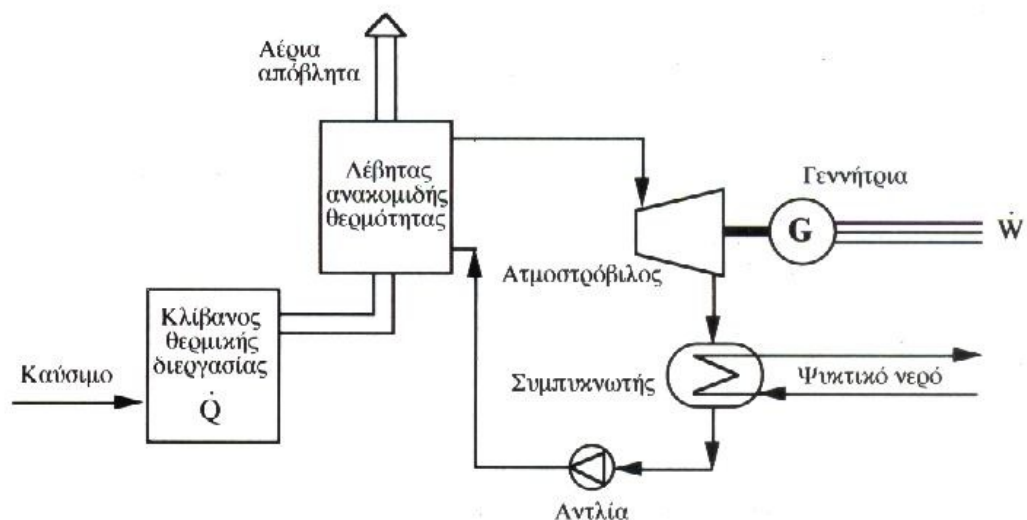 Αέρια
απόβλητα
Λέβητας
ανακομιδής
θερμότητας
Γεννήτρια
G
Ẇ
Ατμοστρόβιλος
Κλίβανος
θερμικής
διεργασίας
Q̇
Καύσιμο
Συμπυκνωτής
Ψυκτικό νερό
Αντλία